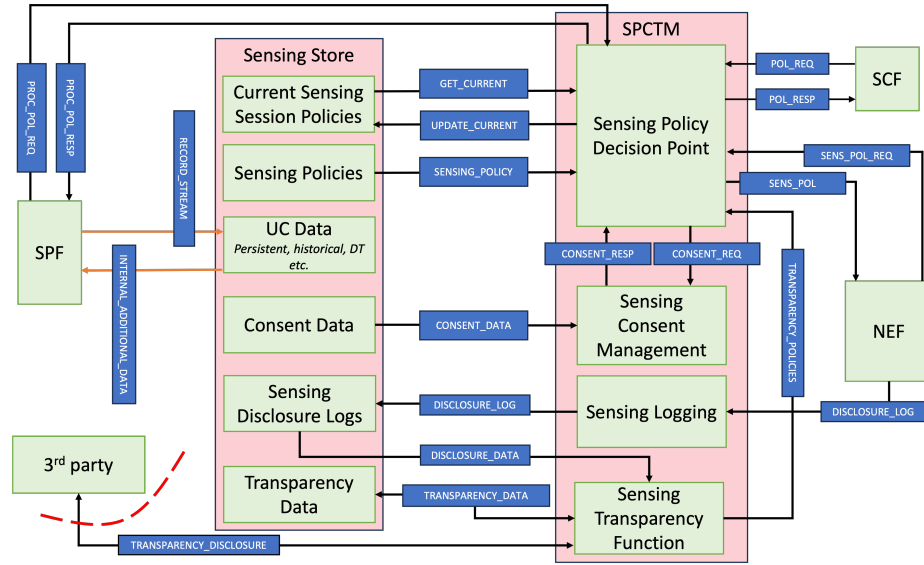 PROC_POL_REQ
PROC_POL_RESP
SPF
RECORD_STREAM
INTERNAL_ADDITIONAL_DATA
3rd party
TRANSPARENCY_DISCLOSURE
Sensing Store
Current Sensing
Session Policies
Sensing Policies
UC Data
Persistent, historical, DT
etc.
Consent Data
Sensing
Disclosure Logs
Transparency
Data
GET_CURRENT
UPDATE_CURRENT
SENSING_POLICY
CONSENT_DATA
DISCLOSURE_LOG
DISCLOSURE_DATA
TRANSPARENCY_DATA
SPCTM
Sensing Policy
Decision Point
CONSENT_RESP
CONSENT_REQ
Sensing
Consent
Management
Sensing Logging
Sensing
Transparency
Function
POL_REQ
POL_RESP
SCF
SENS_POL_REQ
SENS_POL
TRANSPARENCY_POLICIES
NEF
DISCLOSURE_LOG